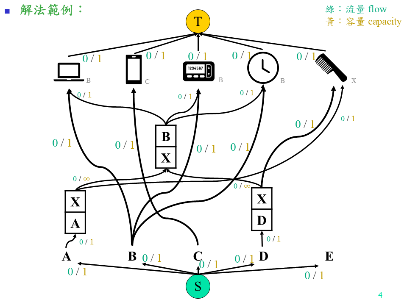 解法範例：
綠：流量 flow
黃：容量 capacity
T
0 / 1 0 / 1 0 / 1 0 / 1 0 / 1
B C B B X
0 / 1 0 / 1 0 / 1 0 / 1
B
X
0 / 1 0 / 1 0 / 1 0 / 1 0 / 1
0 / ∞ 0 / ∞
X
A
X
D
0 / 1 0 / 1
A B C D E
0 / 1 0 / 1 0 / 1
0 / 1 0 / 1
S
4